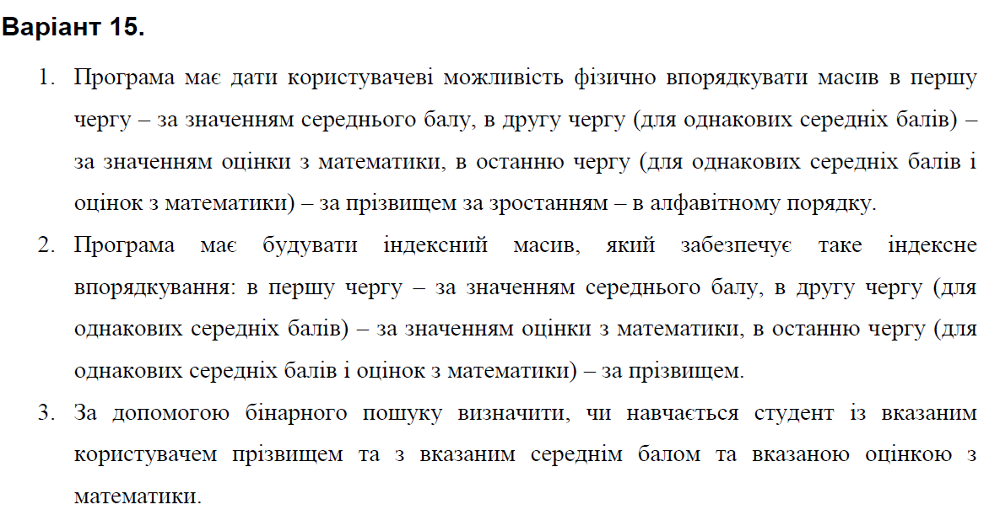 Варіант 15.
1. Програма має дати користувачеві можливість фізично впорядкувати масив в першу
чергу – за значенням середнього балу, в другу чергу (для однакових середніх балів) –
за значенням оцінки з математики, в останню чергу (для однакових середніх балів і
оцінок з математики) – за прізвищем за зростанням – в алфавітному порядку.
2. Програма має будувати індексний масив, який забезпечує таке індексне
впорядкування: в першу чергу – за значенням середнього балу, в другу чергу (для
однакових середніх балів) – за значенням оцінки з математики, в останню чергу (для
однакових середніх балів і оцінок з математики) – за прізвищем.
3. За допомогою бінарного пошуку визначити, чи навчається студент із вказаним
користувачем прізвищем та з вказаним середнім балом та вказаною оцінкою з
математики.